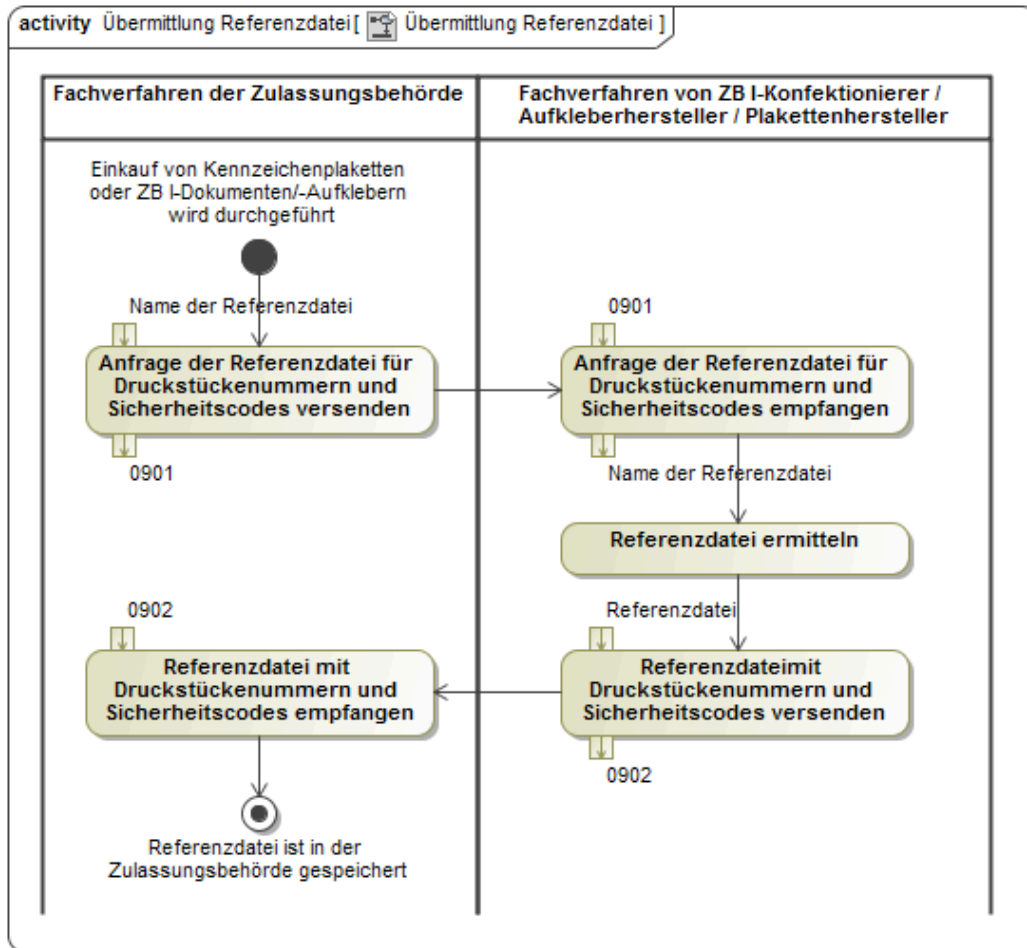 activity Übermittlung Referenzdatei[ Übermittlung Referenzdatei ]
Fachverfahren der Zulassungsbehörde
Fachverfahren von ZB I-Konfektionierer /
Aufkleberhersteller / Plakettenhersteller
Einkauf von Kennzeichenplaketten
oder ZB I-Dokumenten/-Aufklebern
wird durchgeführt
Name der Referenzdatei
0901
Anfrage der Referenzdatei für
Druckstückenummern und
Sicherheitscodes versenden
Anfrage der Referenzdatei für
Druckstückenummern und
Sicherheitscodes empfangen
0901
Name der Referenzdatei
Referenzdatei ermitteln
0902
Referenzdatei
Referenzdatei mit
Druckstückenummern und
Sicherheitscodes empfangen
Referenzdateimit
Druckstückenummern und
Sicherheitscodes versenden
0902
Referenzdatei ist in der
Zulassungsbehörde gespeichert